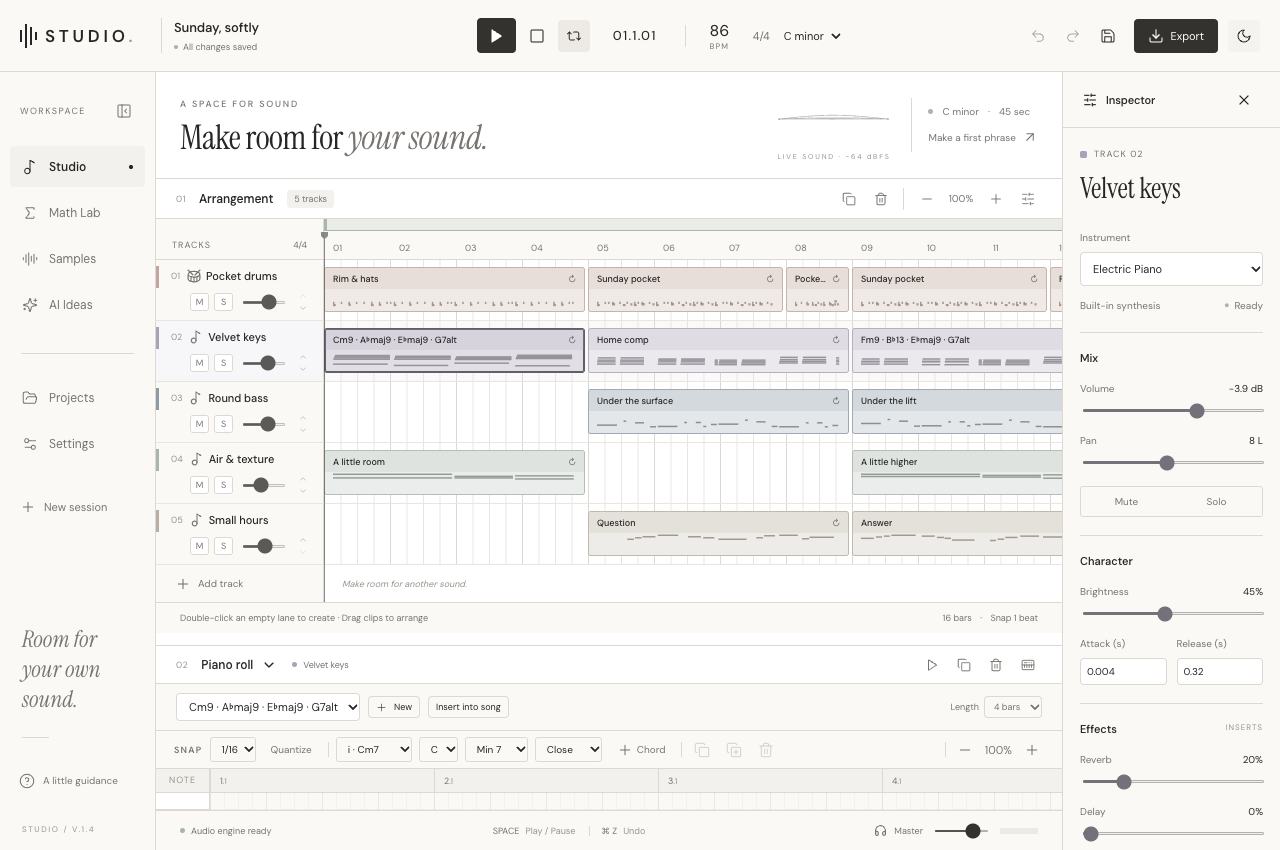 STUDIO.
Sunday, softly
All changes saved
01.1.01
86
BPM
4/4
C minor
Export
WORKSPACE
Studio
Math Lab
Samples
AI Ideas
Projects
Settings
New session
Room for
your own
sound.
A little guidance
STUDIO / V.1.4
A SPACE FOR SOUND
Make room for your sound.
LIVE SOUND · −64 dBFS
C minor · 45 sec
Make a first phrase
01 Arrangement 5 tracks
100%
TRACKS 4/4
01 02 03 04 05 06 07 08 09 10 11
01 Pocket drums
M S
Rim & hats
Sunday pocket
Pocke...
Sunday pocket
02 Velvet keys
M S
Cm9 · A♭maj9 · E♭maj9 · G7alt
Home comp
Fm9 · B♭13 · E♭maj9 · G7alt
03 Round bass
M S
Under the surface
Under the lift
04 Air & texture
M S
A little room
A little higher
05 Small hours
M S
Question
Answer
Add track
Make room for another sound.
Double-click an empty lane to create · Drag clips to arrange
16 bars · Snap 1 beat
02 Piano roll
Velvet keys
Cm9 · A♭maj9 · E♭maj9 · G7alt
New
Insert into song
Length 4 bars
SNAP 1/16 Quantize
i · Cm7 C Min 7 Close
Chord
100%
NOTE 1.1 2.1 3.1 4.1
Audio engine ready
SPACE Play / Pause
⌘ Z Undo
Master
Inspector
TRACK 02
Velvet keys
Instrument
Electric Piano
Built-in synthesis Ready
Mix
Volume −3.9 dB
Pan 8 L
Mute Solo
Character
Brightness 45%
Attack (s) Release (s)
0.004 0.32
Effects INSERTS
Reverb 20%
Delay 0%